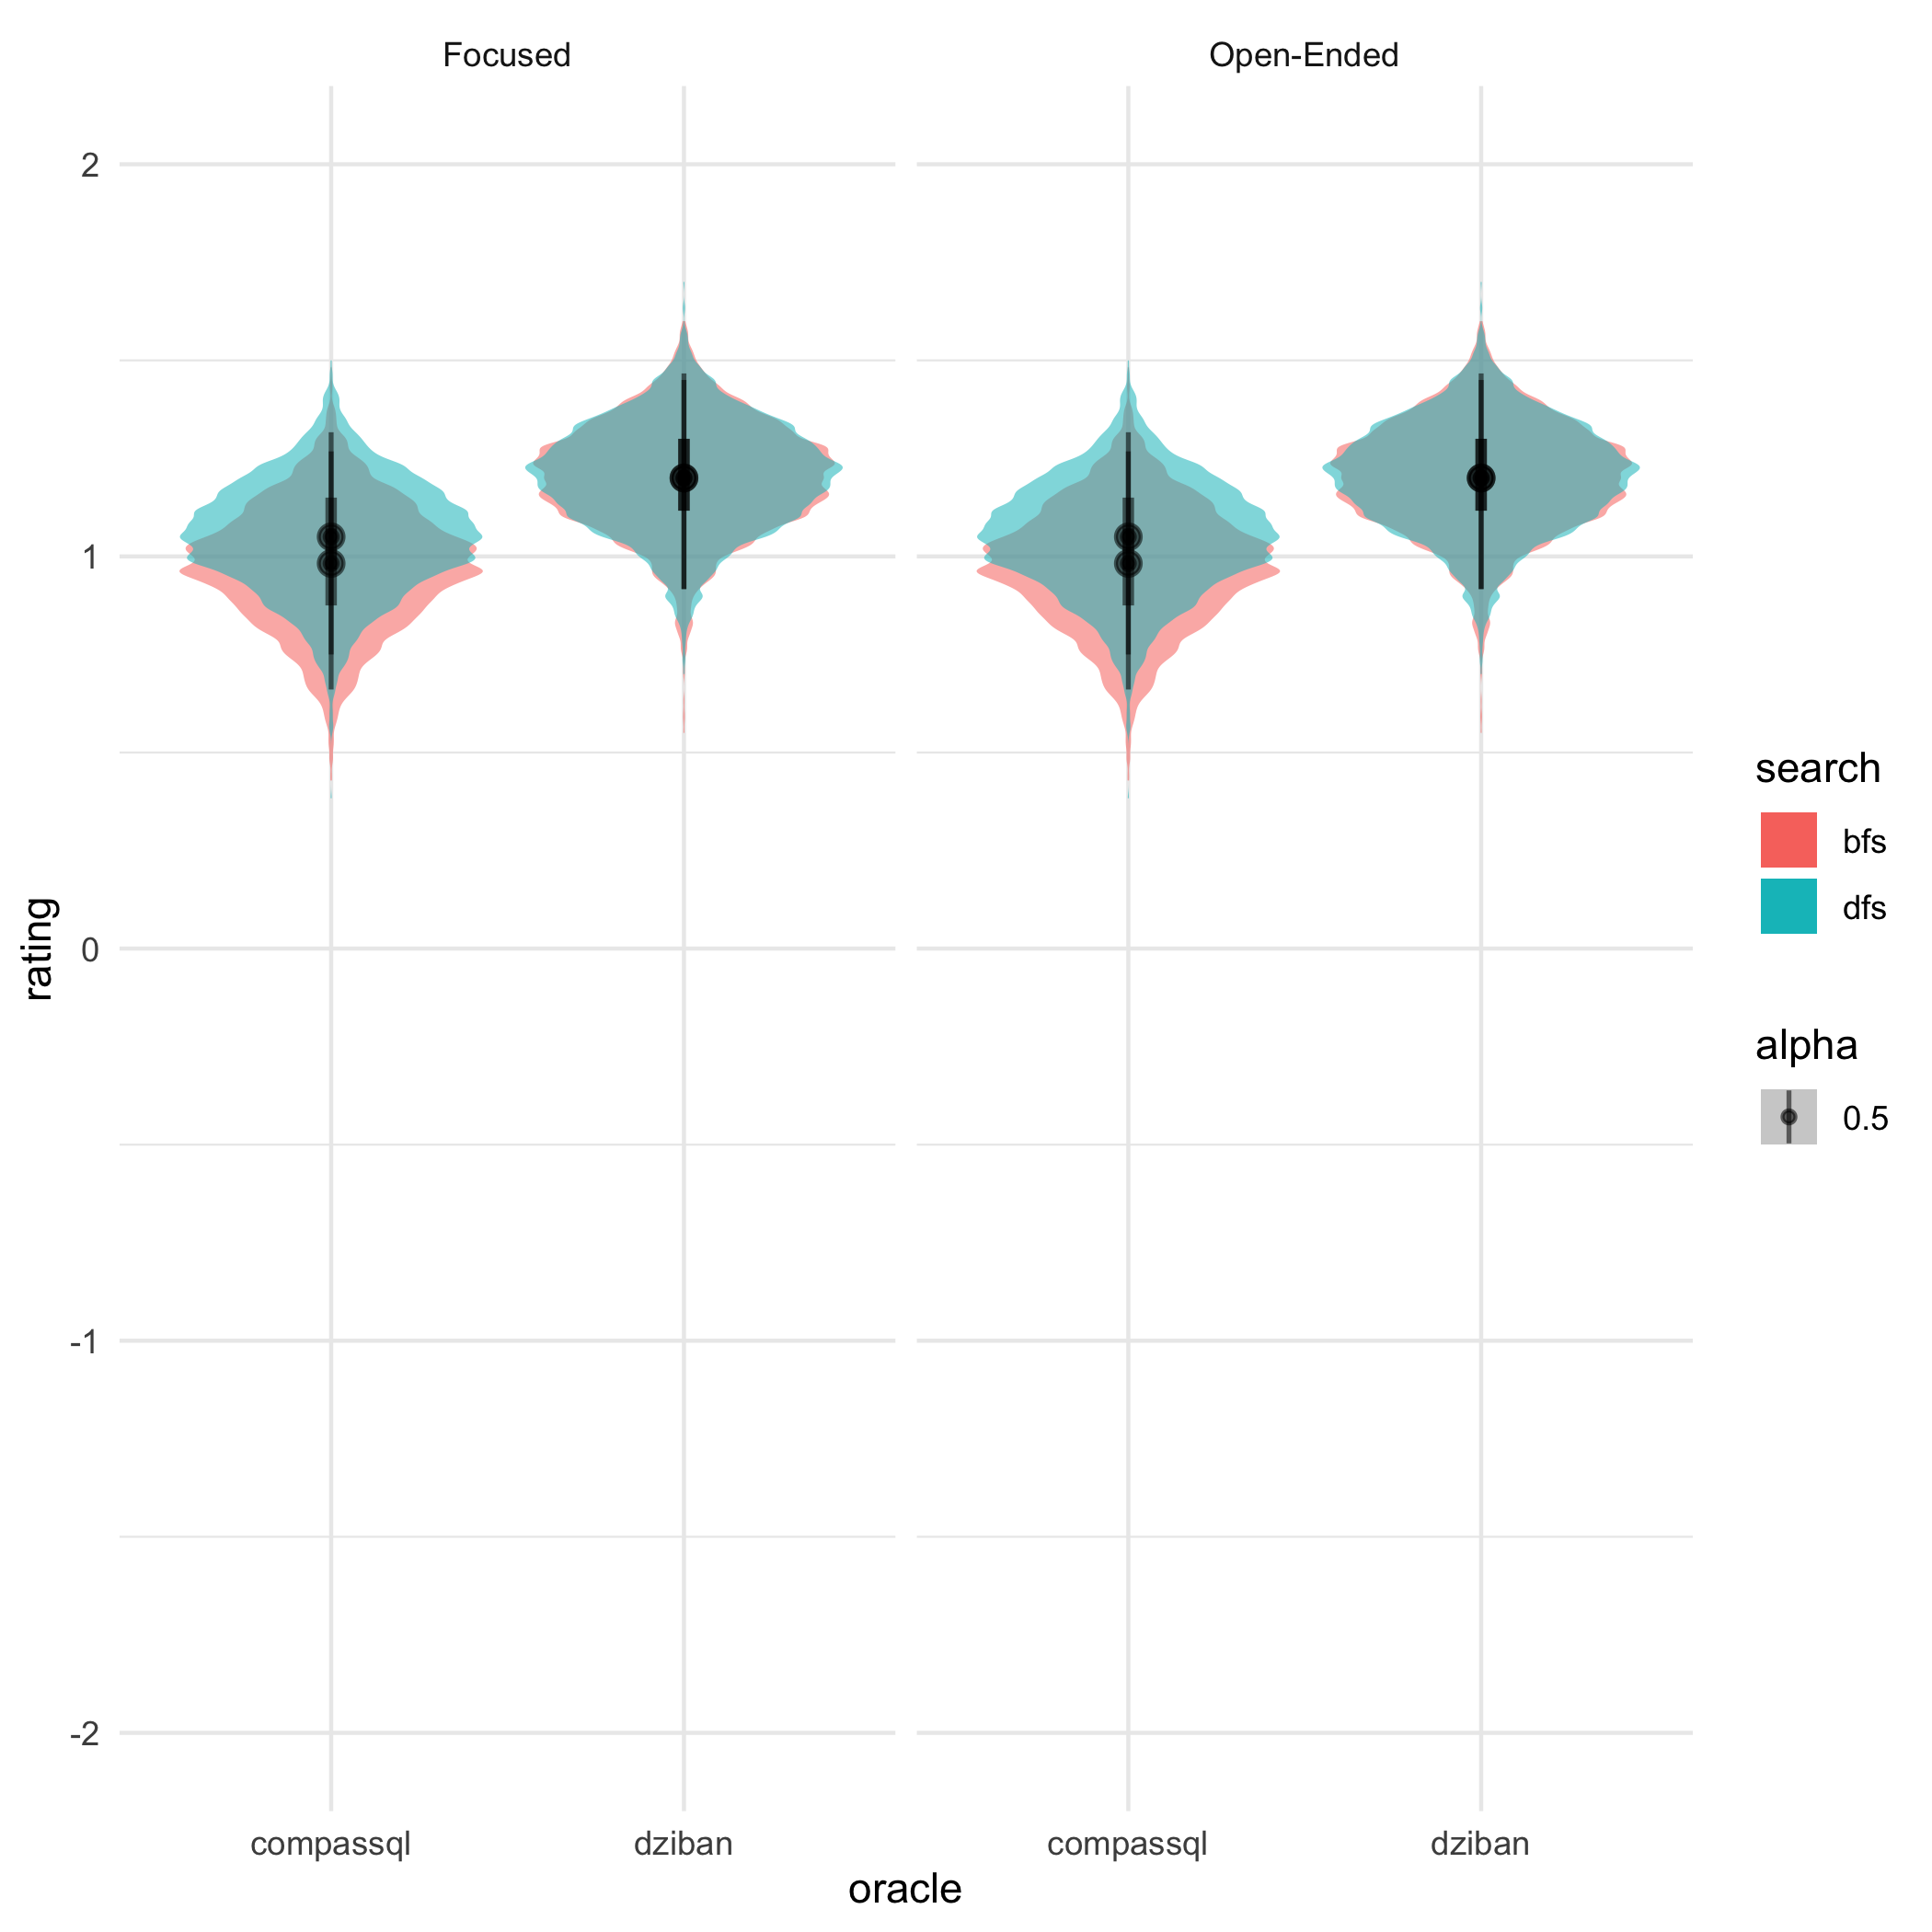 Focused
Open-Ended
2
1
0
-1
-2
rating
compassql
dziban
compassql
dziban
oracle
search
bfs
dfs
alpha
0.5